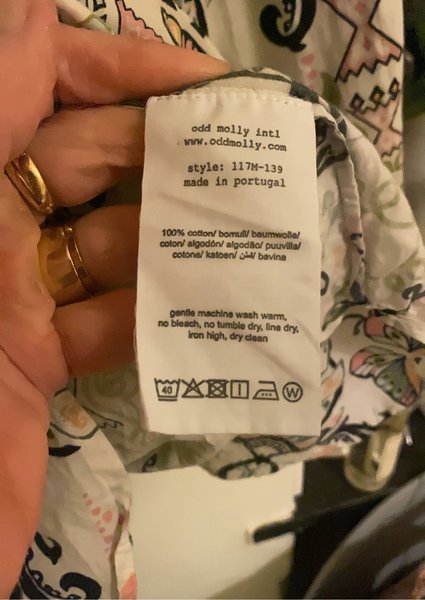 odd molly intl
www.oddmolly.com
style: 117M-139
made in portugal
100% cotton/ bomull/ baumwolle/
coton/ algodón/ algodão/ puuvilla/
cotone/ katoen/ قطن/ bavlna
gentle machine wash warm,
no bleach, no tumble dry, line dry,
iron high, dry clean
40 W